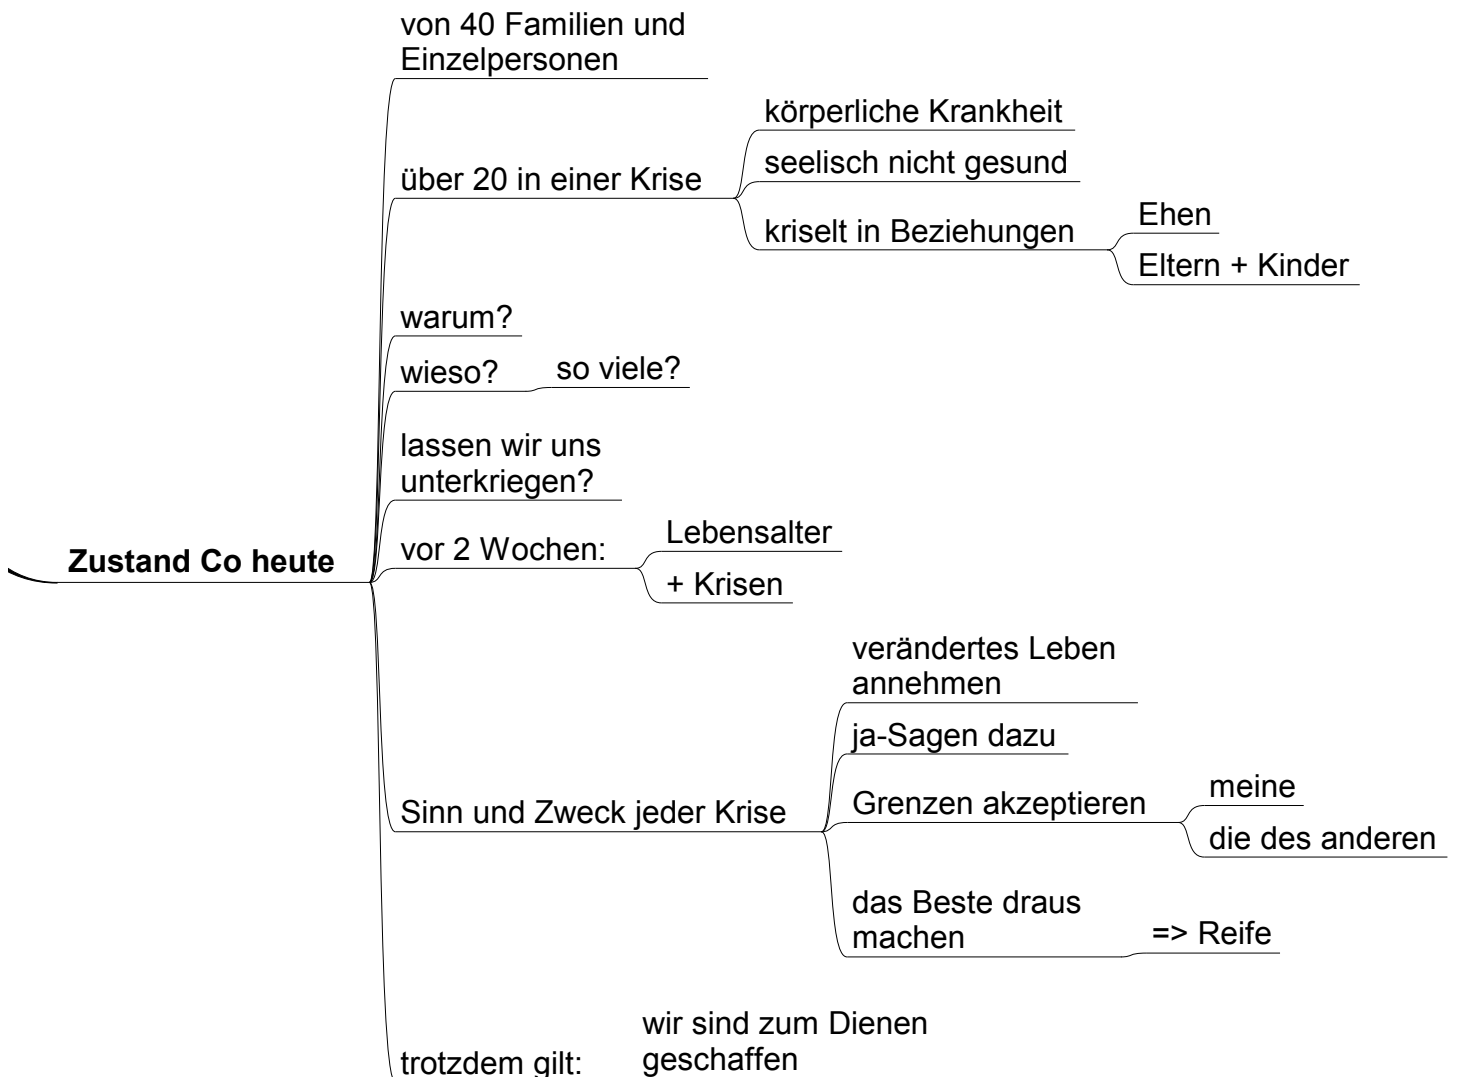 von 40 Familien und
Einzelpersonen
körperliche Krankheit
seelisch nicht gesund
über 20 in einer Krise
kriselt in Beziehungen
Ehen
Eltern + Kinder
warum?
wieso?
so viele?
lassen wir uns
unterkriegen?
Zustand Co heute
vor 2 Wochen:
Lebensalter
+ Krisen
verändertes Leben
annehmen
ja-Sagen dazu
Sinn und Zweck jeder Krise
Grenzen akzeptieren
meine
die des anderen
das Beste draus
machen
=> Reife
trotzdem gilt:
wir sind zum Dienen
geschaffen